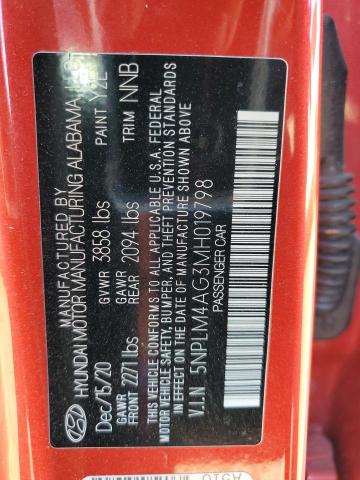 MANUFACTURED BY
HYUNDAI MOTOR MANUFACTURING ALABAMA,
Dec/15/20 GVWR 3858 lbs PAINT Y2E
GAWR FRONT 2271 lbs GAWR REAR 2094 lbs TRIM NNB
THIS VEHICLE CONFORMS TO ALL APPLICABLE U.S.A. FEDERAL
MOTOR VEHICLE SAFETY, BUMPER, AND THEFT PREVENTION STANDARDS
IN EFFECT ON THE DATE OF MANUFACTURE SHOWN ABOVE
V.I.N 5NPLM4AG3MH019798
PASSENGER CAR
A510